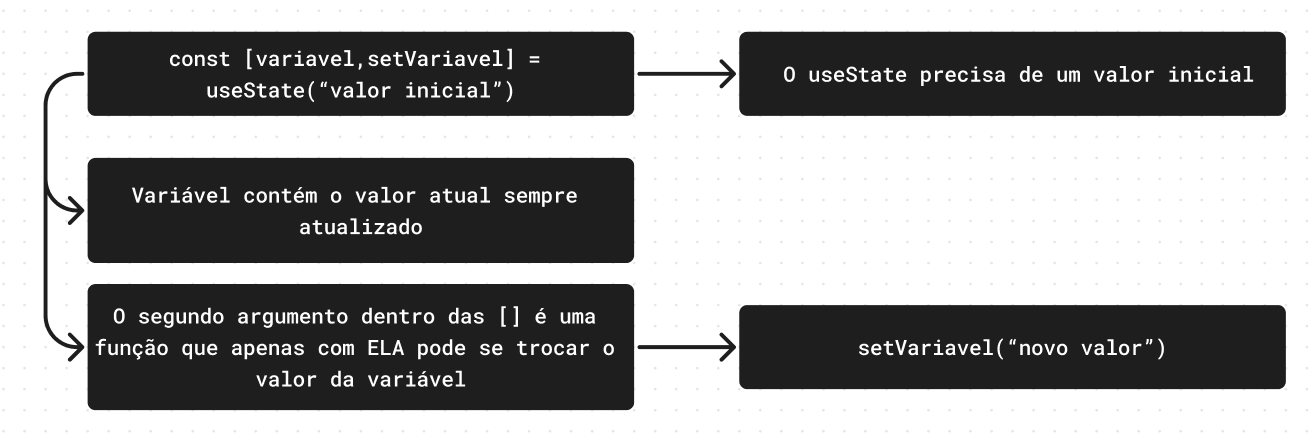 const [variavel,setVariavel] =
useState(“valor inicial”)
O useState precisa de um valor inicial
Variável contém o valor atual sempre
atualizado
O segundo argumento dentro das [] é uma
função que apenas com ELA pode se trocar o
valor da variável
setVariavel(“novo valor”)